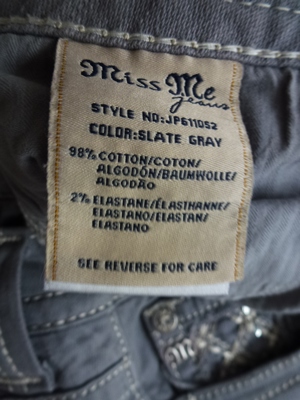 Miss Me
Jeans
STYLE NO:JP6110S2
COLOR:SLATE GRAY
98% COTTON/COTON/
ALGODÓN/BAUMWOLLE/
ALGODÃO
2% ELASTANE/ÉLASTHANNE/
ELASTANO/ELASTAN/
ELASTANO
SEE REVERSE FOR CARE
M